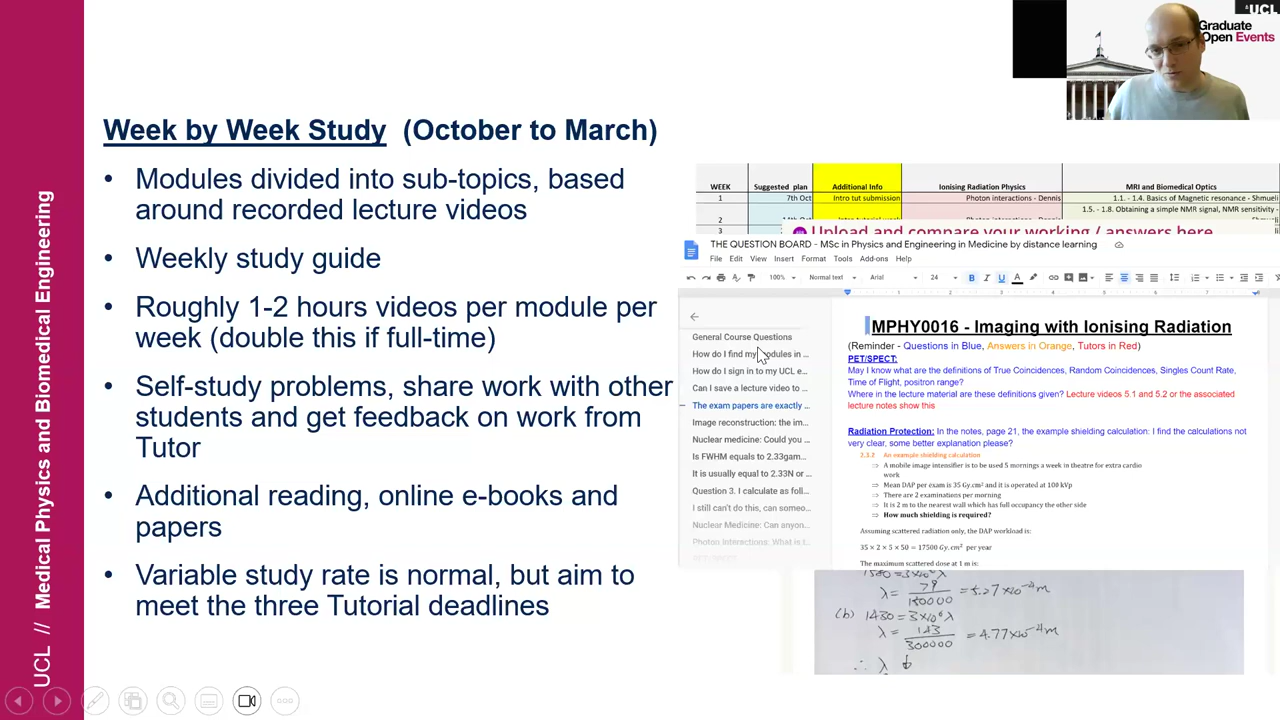 UCL
Graduate
Open Events
UCL // Medical Physics and Biomedical Engineering
Week by Week Study (October to March)
• Modules divided into sub-topics, based
around recorded lecture videos
• Weekly study guide
• Roughly 1-2 hours videos per module per
week (double this if full-time)
• Self-study problems, share work with other
students and get feedback on work from
Tutor
• Additional reading, online e-books and
papers
• Variable study rate is normal, but aim to
meet the three Tutorial deadlines
WEEK Suggested plan Additional Info Ionising Radiation Physics MRI and Biomedical Optics
1 7th Oct Intro tut submission Photon interactions - Dennis 1.1. - 1.4. Basics of Magnetic resonance - Shmueli
1.5. - 1.8. Obtaining a simple NMR signal, NMR sensitivity -
2
3
Upload and compare your working / answers here
THE QUESTION BOARD - MSc in Physics and Engineering in Medicine by distance learning
File Edit View Insert Format Tools Add-ons Help
100% Normal text Arial 24 B I U A
General Course Questions
How do I find my modules in ...
How do I sign in to my UCL e...
Can I save a lecture video to ...
The exam papers are exactly ...
Image reconstruction: the im...
Nuclear medicine: Could you ...
Is FWHM equals to 2.33gam...
It is usually equal to 2.33N or ...
Question 3. I calculate as foll...
I still can't do this, can someo...
Nuclear Medicine: Can anyon...
Photon Interactions: What is t...
MPHY0016 - Imaging with Ionising Radiation
(Reminder - Questions in Blue, Answers in Orange, Tutors in Red)
PET/SPECT:
May I know what are the definitions of True Coincidences, Random Coincidences, Singles Count Rate,
Time of Flight, positron range?
Where in the lecture material are these definitions given? Lecture videos 5.1 and 5.2 or the associated
lecture notes show this
Radiation Protection: In the notes, page 21, the example shielding calculation: I find the calculations not
very clear, some better explanation please?
2.3.2 An example shielding calculation
⇒ A mobile image intensifier is to be used 5 mornings a week in theatre for extra cardio
work
⇒ Mean DAP per exam is 35 Gy.cm² and it is operated at 100 kVp
⇒ There are 2 examinations per morning
⇒ It is 2 m to the nearest wall which has full occupancy the other side
⇒ How much shielding is required?
Assuming scattered radiation only, the DAP workload is:
35 × 2 × 5 × 50 = 17500 Gy.cm² per year
The maximum scattered dose at 1 m is:
λ = 79 / 150000 = 5.27×10⁻⁴ m
(b) 1430 = 3×10⁶ λ
λ = 143 / 300000 = 4.77×10⁻⁴ m
∴ λ ↓